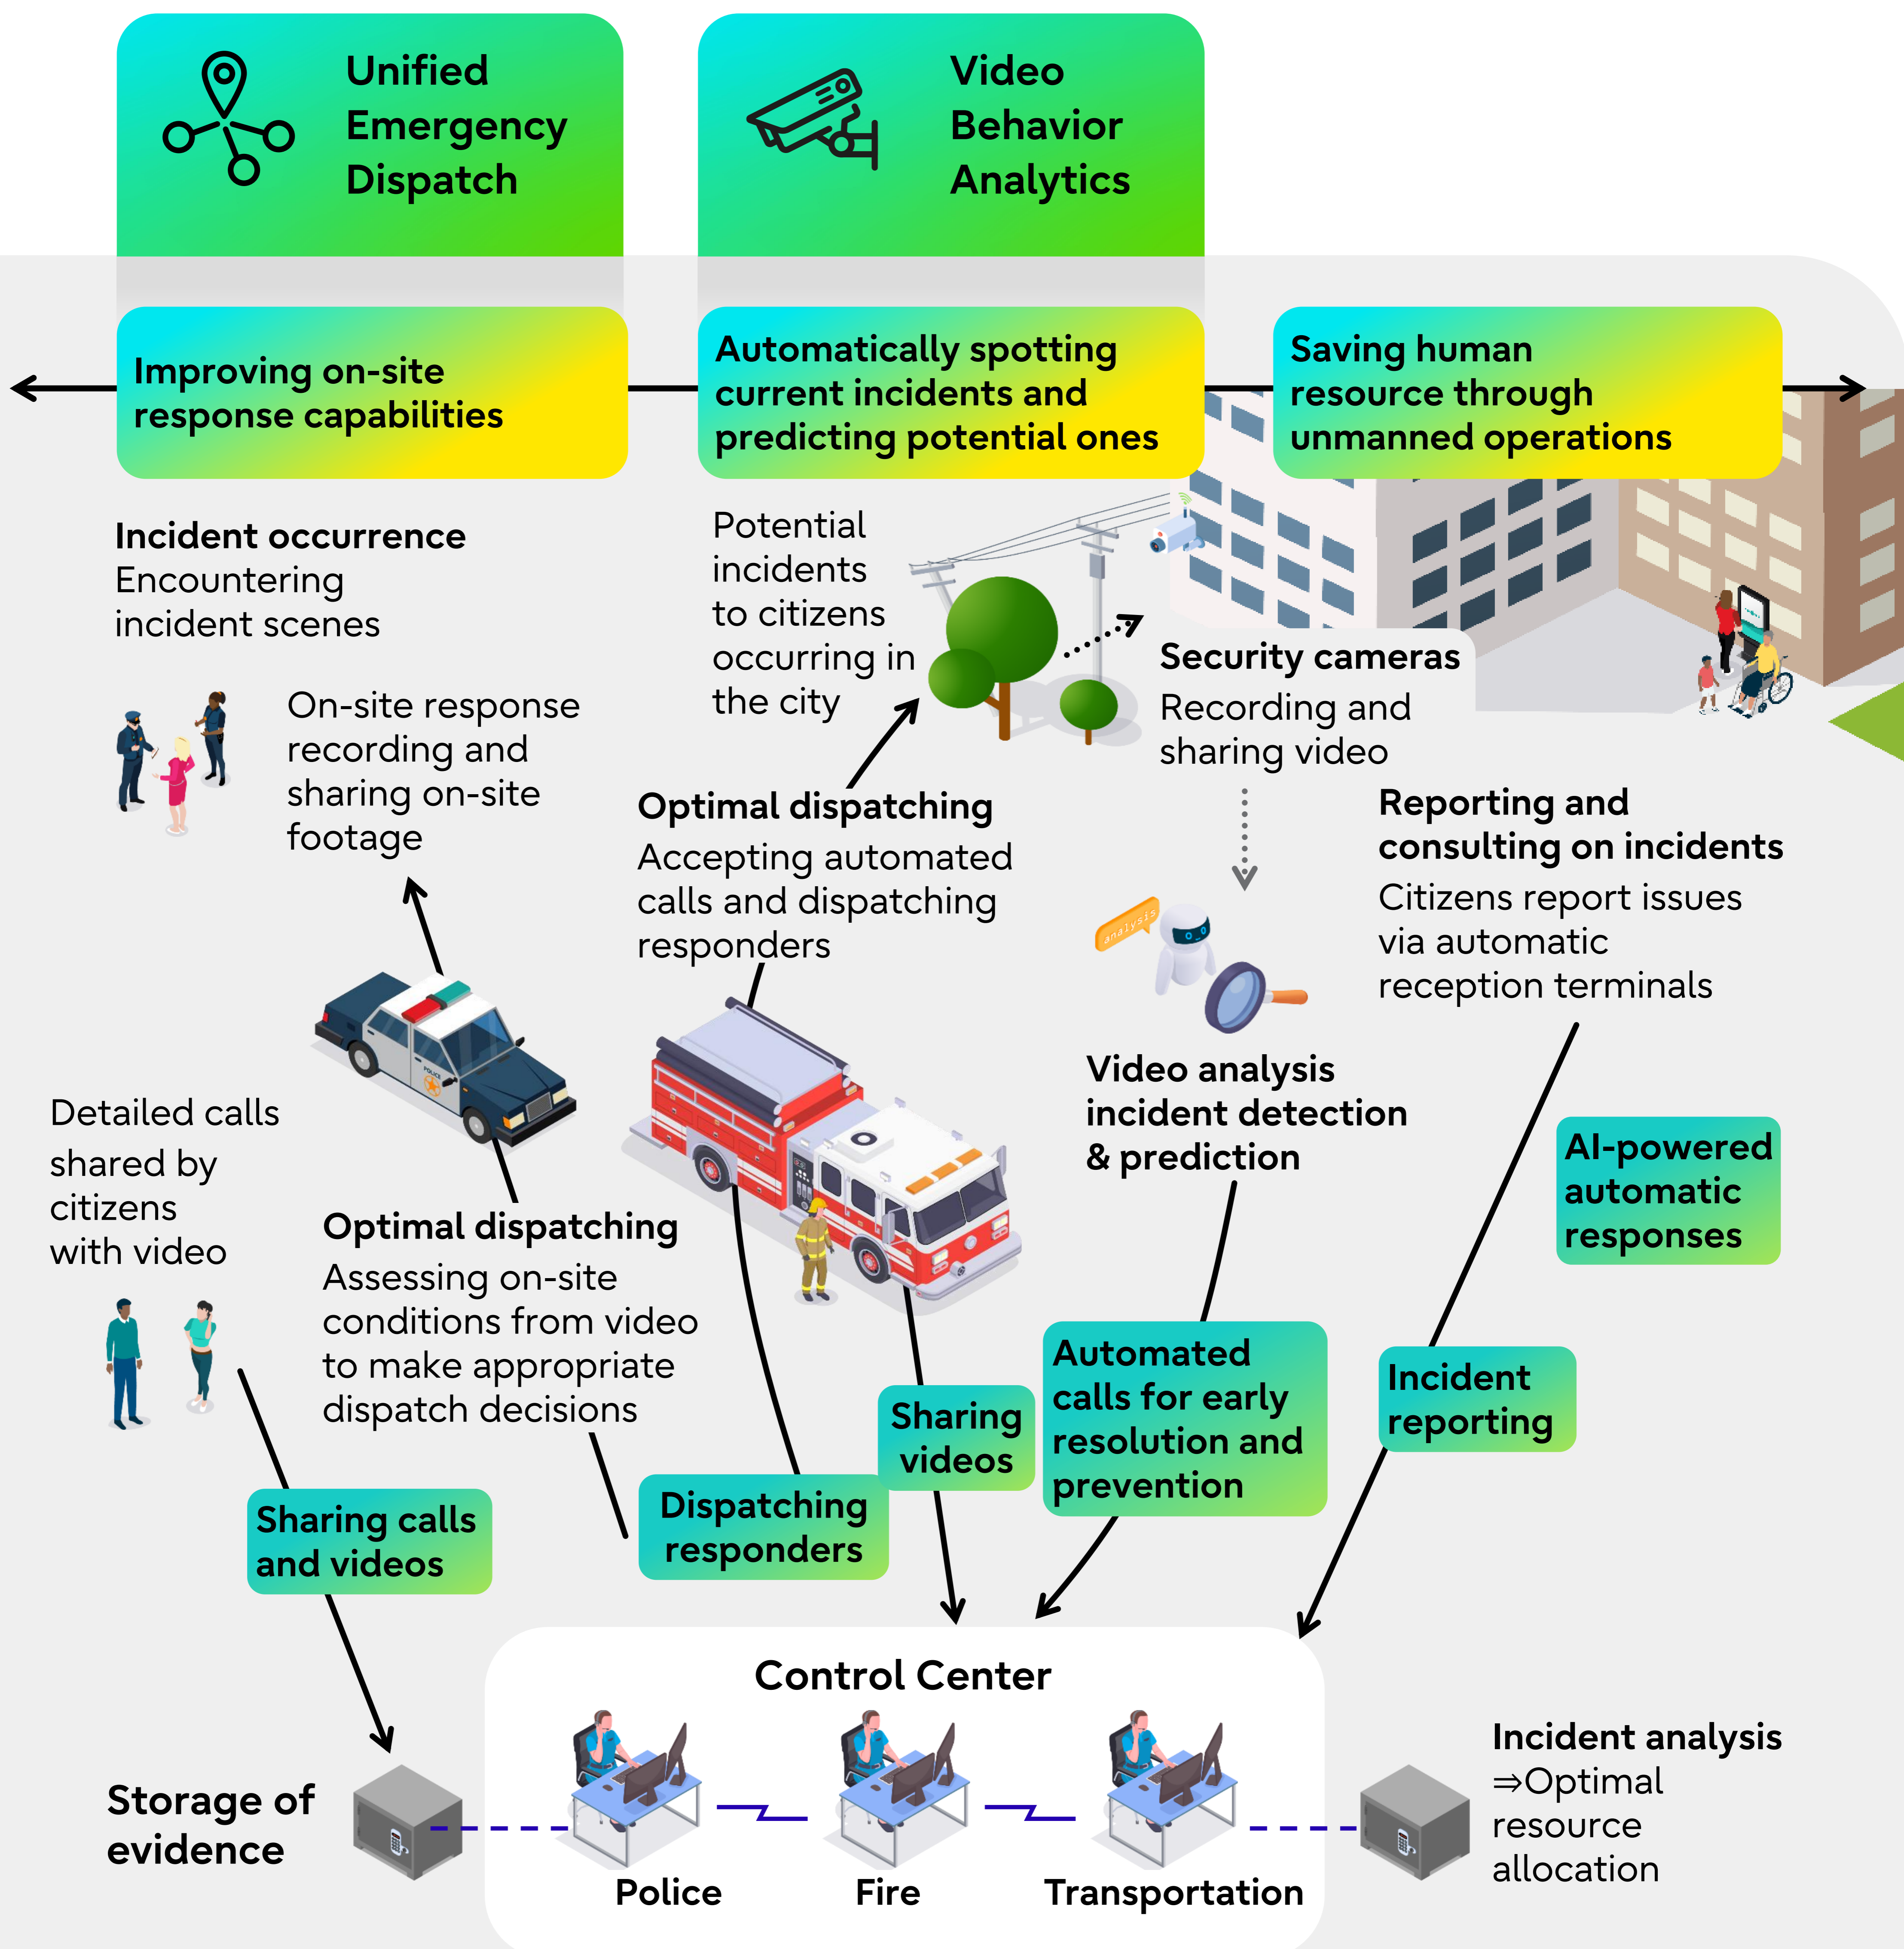 Unified
Emergency
Dispatch
Video
Behavior
Analytics
Improving on-site
response capabilities
Automatically spotting
current incidents and
predicting potential ones
Saving human
resource through
unmanned operations
Incident occurrence
Encountering
incident scenes
On-site response
recording and
sharing on-site
footage
Potential
incidents
to citizens
occurring in
the city
Security cameras
Recording and
sharing video
Optimal dispatching
Accepting automated
calls and dispatching
responders
Reporting and
consulting on incidents
Citizens report issues
via automatic
reception terminals
analysis
POLICE
Video analysis
incident detection
& prediction
Detailed calls
shared by
citizens
with video
Optimal dispatching
Assessing on-site
conditions from video
to make appropriate
dispatch decisions
AI-powered
automatic
responses
Automated
calls for early
resolution and
prevention
Incident
reporting
Sharing
videos
Dispatching
responders
Sharing calls
and videos
Control Center
Storage of
evidence
Police
Fire
Transportation
Incident analysis
⇒Optimal
resource
allocation